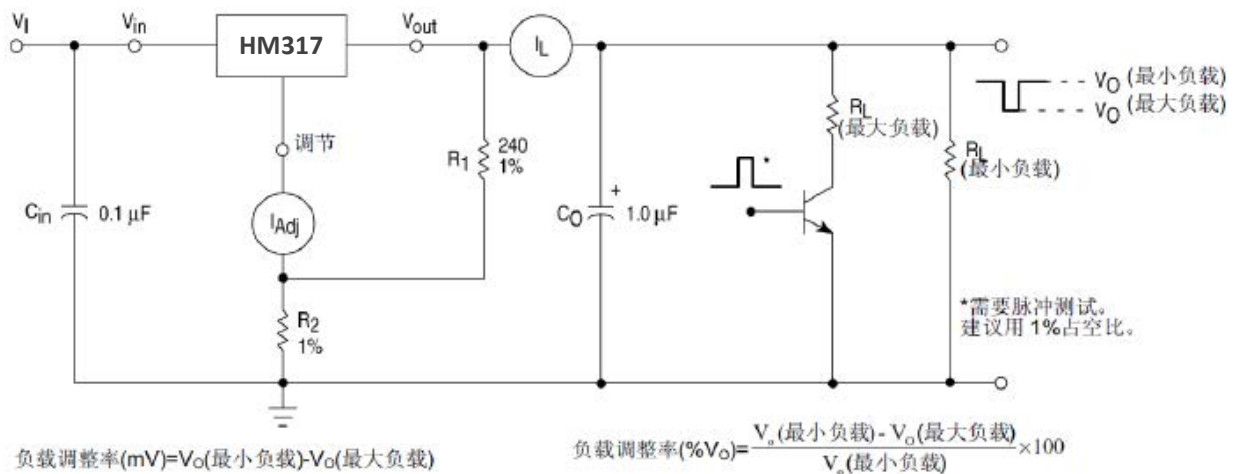 VI
Vin
HM317
Vout
IL
VO (最小负载)
VO (最大负载)
RL
(最大负载)
RL
(最小负载)
调节
R1
240
1%
*
Cin
0.1 μF
IAdj
+
CO
1.0 μF
R2
1%
*需要脉冲测试。
建议用 1%占空比。
负载调整率(mV)=VO(最小负载)-VO(最大负载)
负载调整率(%VO)=
Vo(最小负载)-VO(最大负载)
Vo(最小负载)
×100